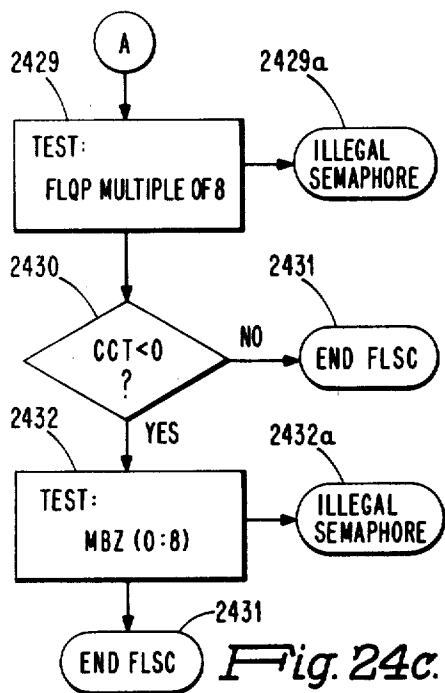 A
2429
2429a
TEST:
FLQP MULTIPLE OF 8
ILLEGAL
SEMAPHORE
2430
2431
CCT<0
?
NO
END FLSC
YES
2432
2432a
TEST:
MBZ (0:8)
ILLEGAL
SEMAPHORE
2431
END FLSC
Fig. 24c.